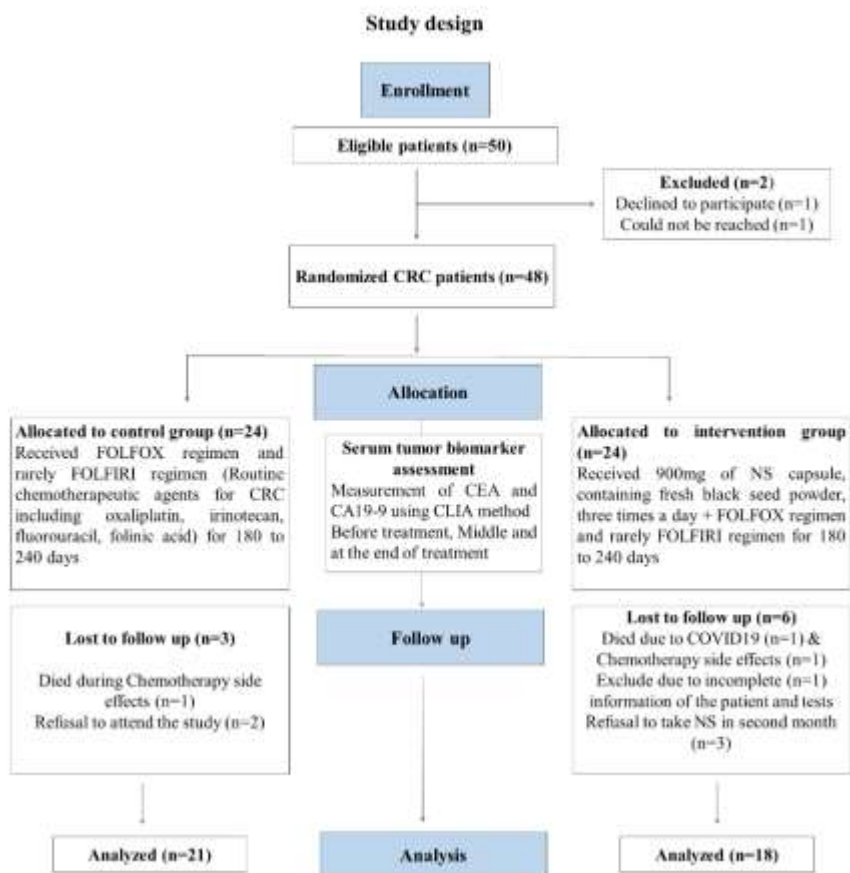 Study design
Enrollment
Eligible patients (n=50)
Excluded (n=2)
Declined to participate (n=1)
Could not be reached (n=1)
Randomized CRC patients (n=48)
Allocation
Allocated to control group (n=24)
Received FOLFOX regimen and
rarely FOLFIRI regimen (Routine
chemotherapeutic agents for CRC
including oxaliplatin, irinotecan,
fluorouracil, folinic acid) for 180 to
240 days
Serum tumor biomarker
assessment
Measurement of CEA and
CA19-9 using CLIA method
Before treatment, Middle and
at the end of treatment
Allocated to intervention group
(n=24)
Received 900mg of NS capsule,
containing fresh black seed powder,
three times a day + FOLFOX regimen
and rarely FOLFIRI regimen for 180
to 240 days
Lost to follow up (n=3)
Died during Chemotherapy side
effects (n=1)
Refusal to attend the study (n=2)
Follow up
Lost to follow up (n=6)
Died due to COVID19 (n=1) &
Chemotherapy side effects (n=1)
Exclude due to incomplete (n=1)
information of the patient and tests
Refusal to take NS in second month
(n=3)
Analyzed (n=21)
Analysis
Analyzed (n=18)